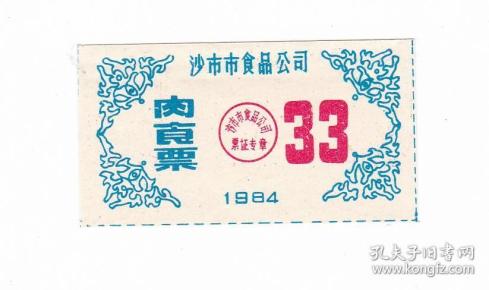 沙市市食品公司
肉食票
沙市市食品公司
票证专章
33
1984
孔夫子旧书网
www.kongfz.com